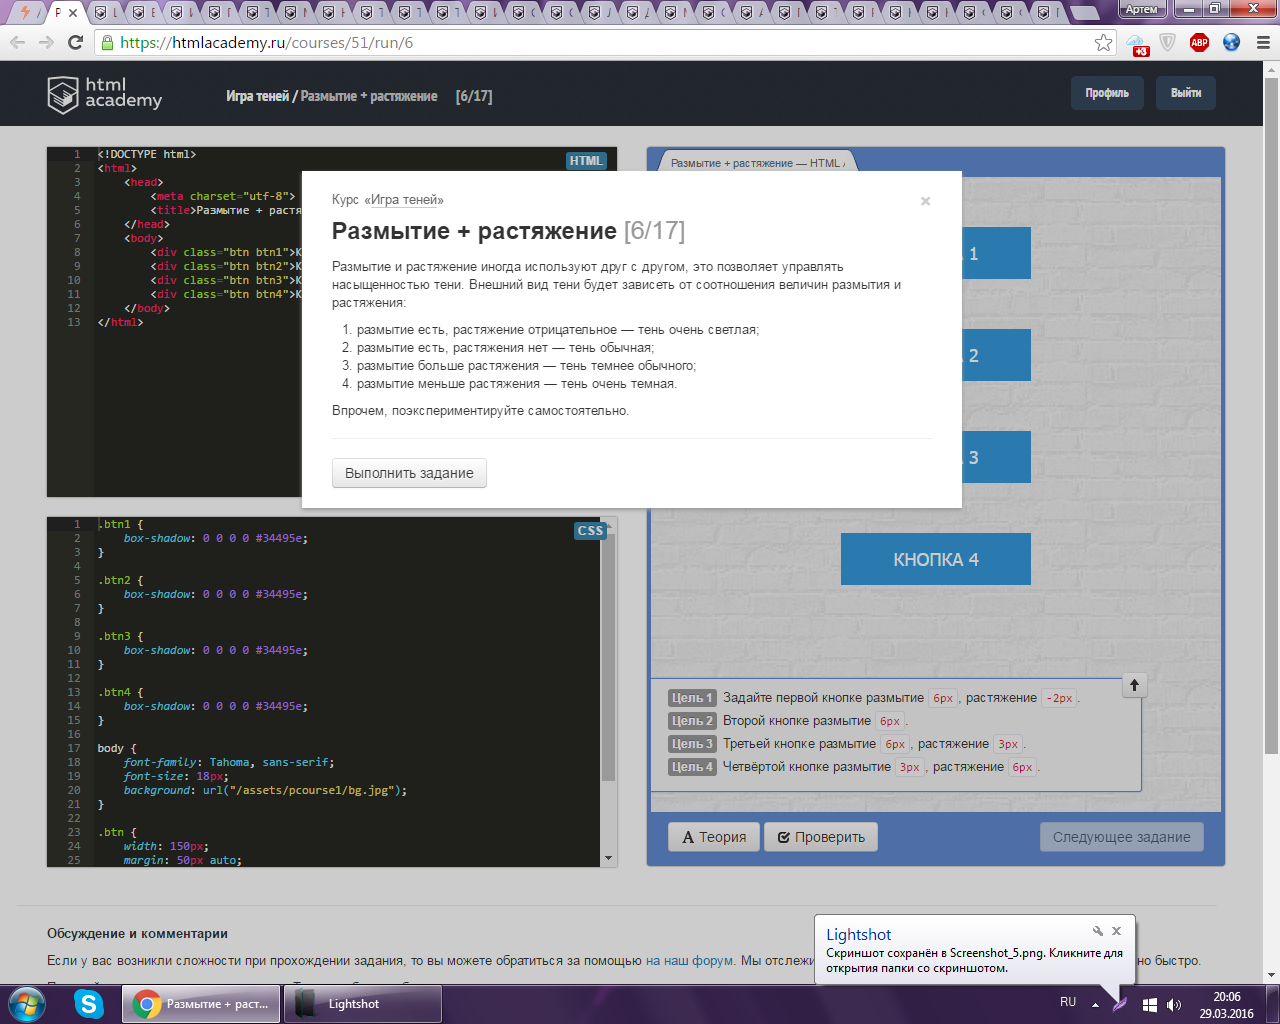 Артем
https://htmlacademy.ru/courses/51/run/6
+3
ABP
html
academy
Игра теней / Размытие + растяжение [6/17]
Профиль
Выйти
1 <!DOCTYPE html>
HTML
2 <html>
3 <head>
4 <meta charset="utf-8">
5 <title>Размытие + растя
6 </head>
7 <body>
8 <div class="btn btn1">К
9 <div class="btn btn2">К
10 <div class="btn btn3">К
11 <div class="btn btn4">К
12 </body>
13 </html>
Курс «Игра теней»
×
Размытие + растяжение [6/17]
Размытие и растяжение иногда используют друг с другом, это позволяет управлять
насыщенностью тени. Внешний вид тени будет зависеть от соотношения величин размытия и
растяжения:
1. размытие есть, растяжение отрицательное — тень очень светлая;
2. размытие есть, растяжения нет — тень обычная;
3. размытие больше растяжения — тень темнее обычного;
4. размытие меньше растяжения — тень очень темная.
Впрочем, поэкспериментируйте самостоятельно.
Выполнить задание
Размытие + растяжение — HTML
1
2
3
КНОПКА 4
1 .btn1 {
CSS
2 box-shadow: 0 0 0 0 #34495e;
3 }
4
5 .btn2 {
6 box-shadow: 0 0 0 0 #34495e;
7 }
8
9 .btn3 {
10 box-shadow: 0 0 0 0 #34495e;
11 }
12
13 .btn4 {
14 box-shadow: 0 0 0 0 #34495e;
15 }
16
17 body {
18 font-family: Tahoma, sans-serif;
19 font-size: 18px;
20 background: url("/assets/pcourse1/bg.jpg");
21 }
22
23 .btn {
24 width: 150px;
25 margin: 50px auto;
Цель 1 Задайте первой кнопке размытие 6px, растяжение -2px.
Цель 2 Второй кнопке размытие 6px.
Цель 3 Третьей кнопке размытие 6px, растяжение 3px.
Цель 4 Четвёртой кнопке размытие 3px, растяжение 6px.
Теория
Проверить
Следующее задание
Обсуждение и комментарии
Если у вас возникли сложности при прохождении задания, то вы можете обратиться за помощью на наш форум. Мы отслежи
но быстро.
Lightshot
Скриншот сохранён в Screenshot_5.png. Кликните для
открытия папки со скриншотом.
Размытие + раст...
Lightshot
RU
20:06
29.03.2016